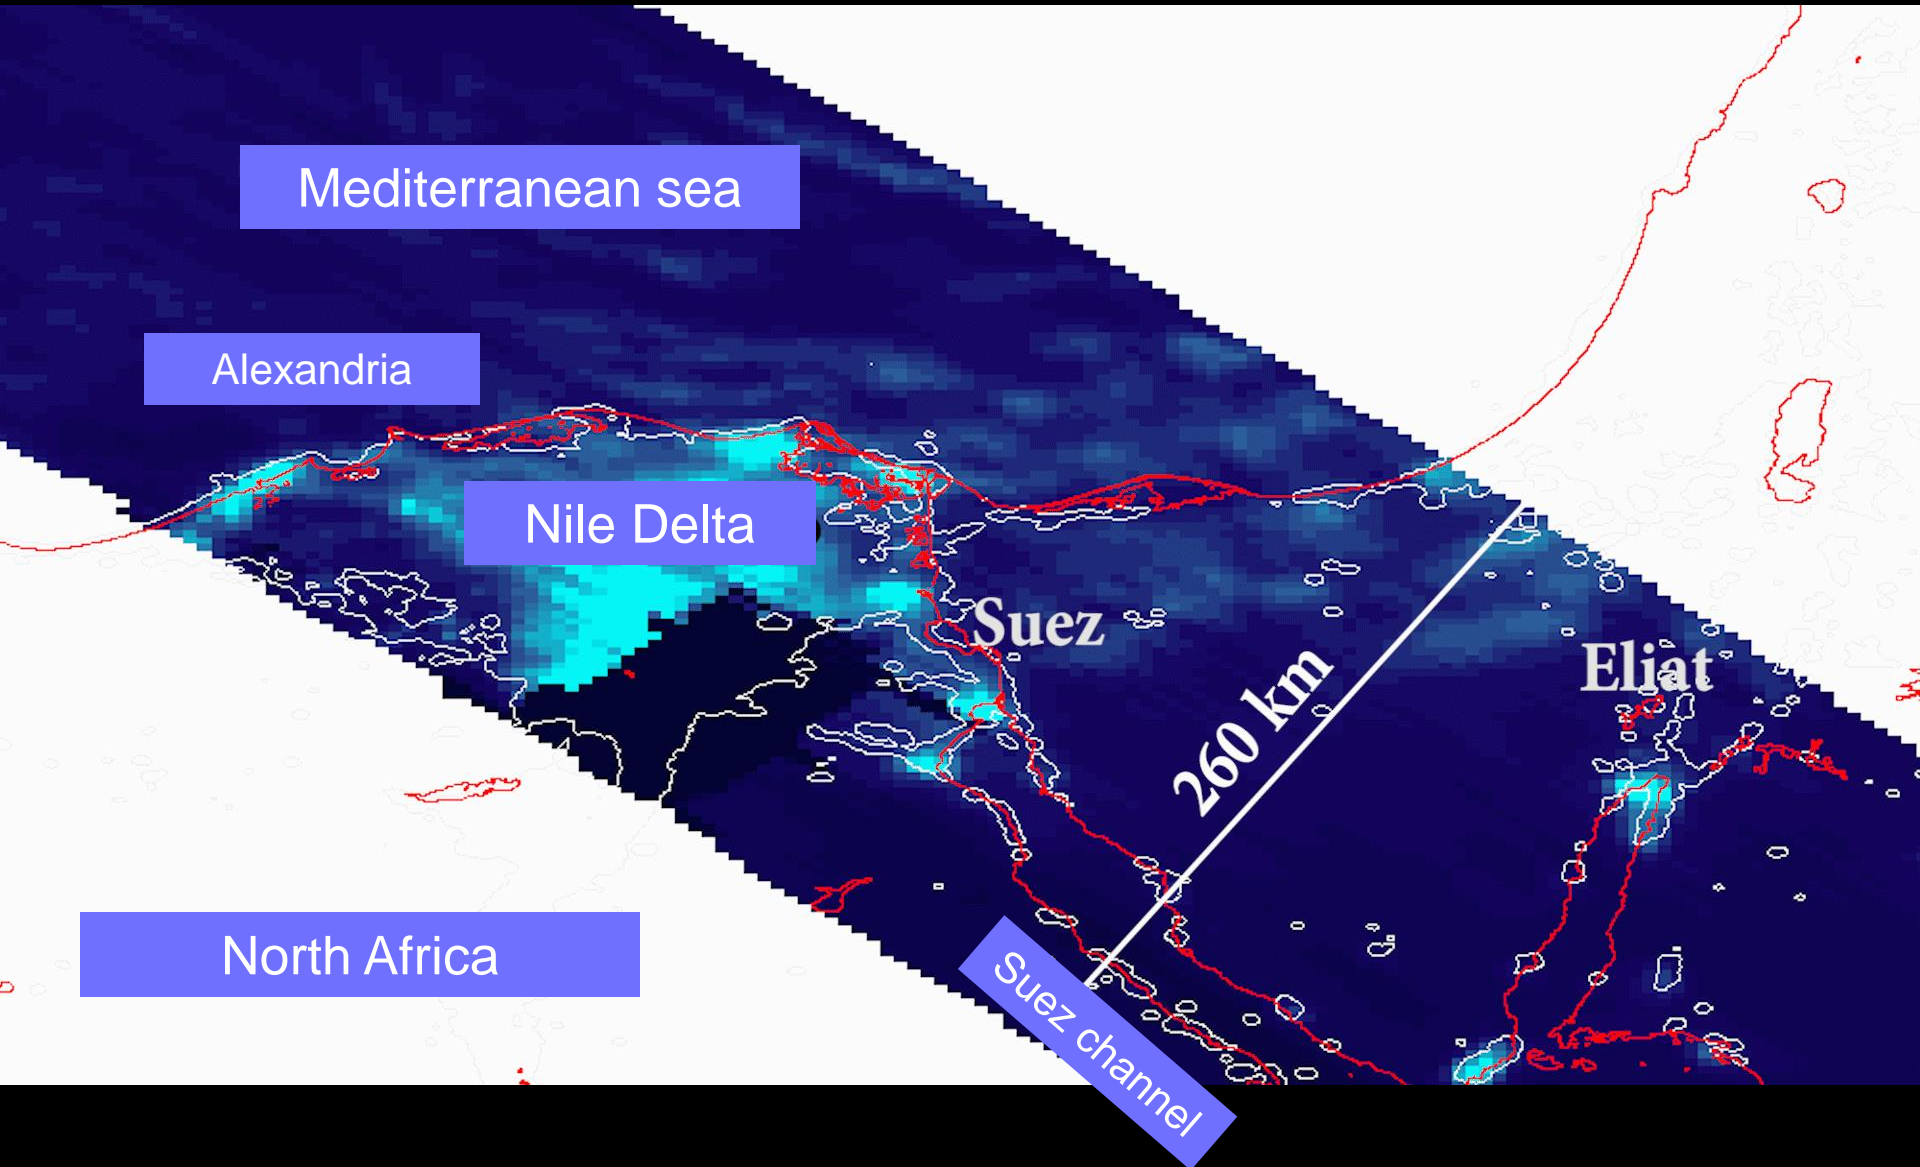 Mediterranean sea
Alexandria
Nile Delta
Suez
Eliat
260 km
North Africa
Suez channel